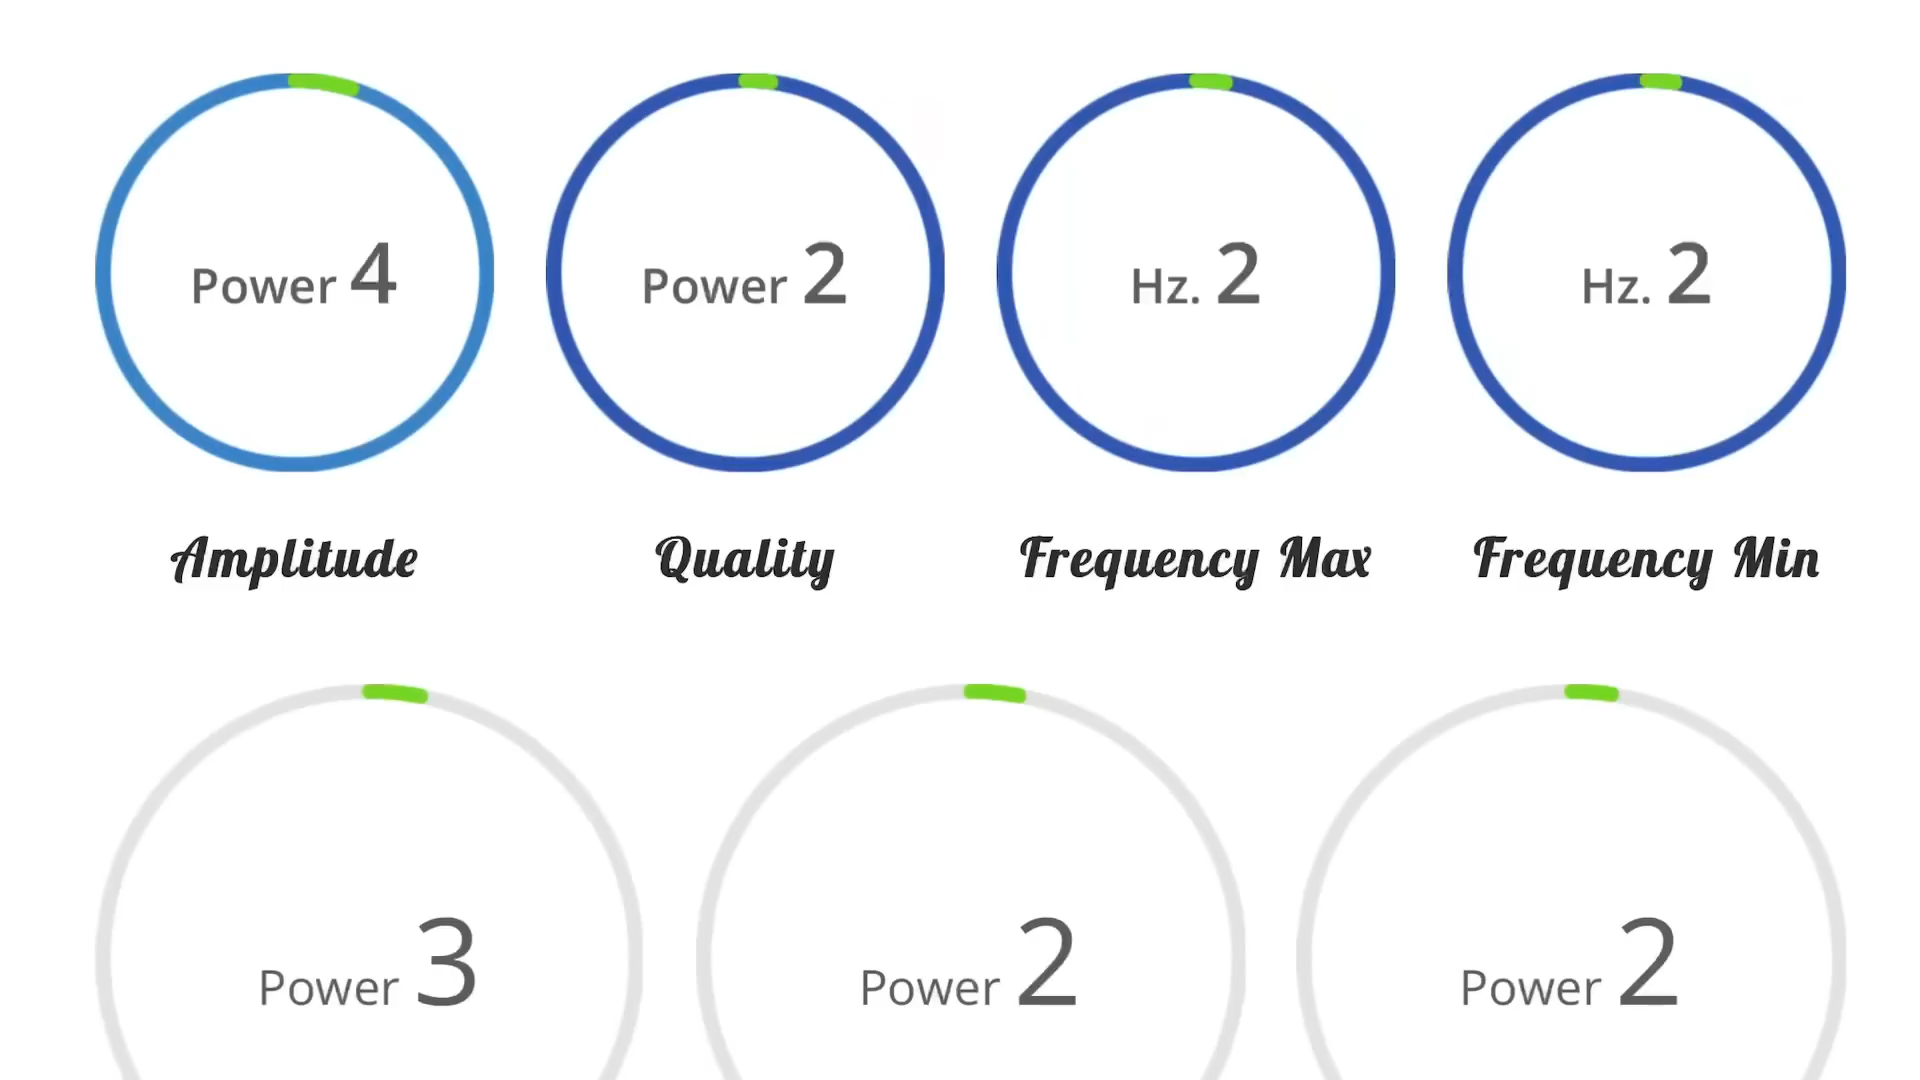 Power 4
Power 2
Hz. 2
Hz. 2
Amplitude
Quality
Frequency Max
Frequency Min
Power 3
Power 2
Power 2